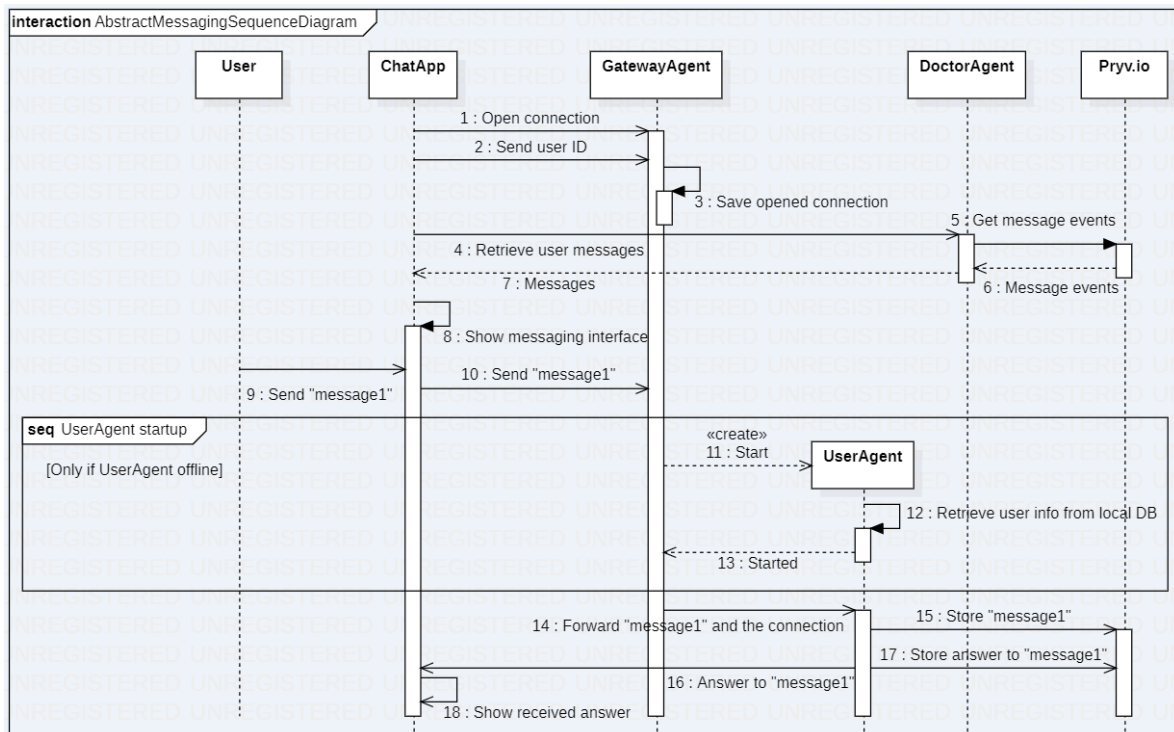 interaction AbstractMessagingSequenceDiagram
User
ChatApp
GatewayAgent
DoctorAgent
Pryv.io
1 : Open connection
2 : Send user ID
3 : Save opened connection
5 : Get message events
4 : Retrieve user messages
6 : Message events
7 : Messages
8 : Show messaging interface
10 : Send "message1"
9 : Send "message1"
seq UserAgent startup
[Only if UserAgent offline]
«create»
11 : Start
UserAgent
12 : Retrieve user info from local DB
13 : Started
14 : Forward "message1" and the connection
15 : Store "message1"
17 : Store answer to "message1"
16 : Answer to "message1"
18 : Show received answer
UNREGISTERED